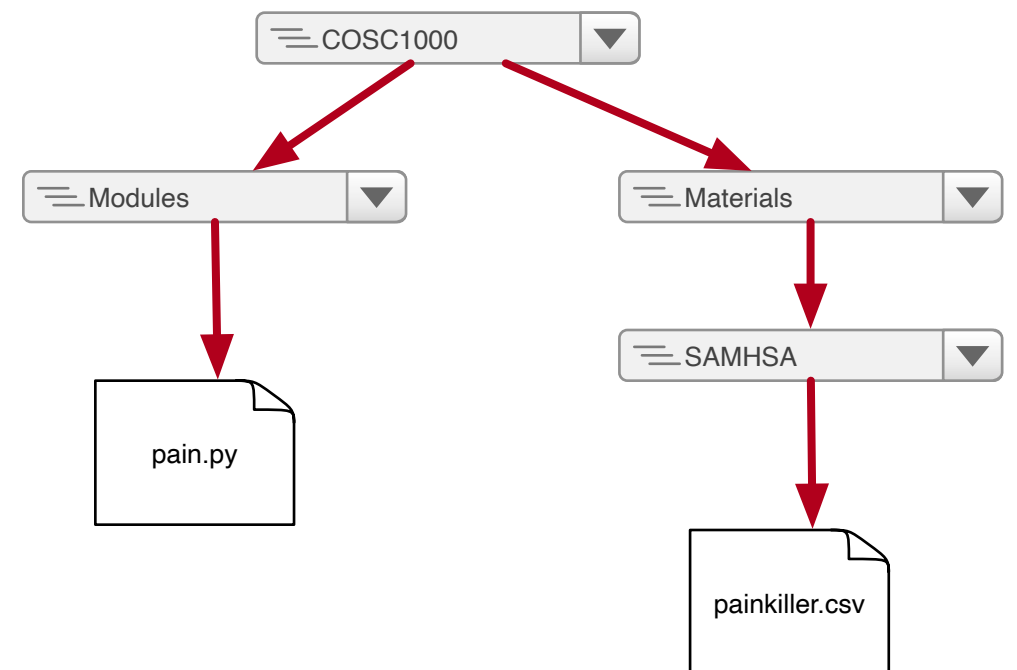 COSC1000
Modules
Materials
SAMHSA
pain.py
painkiller.csv